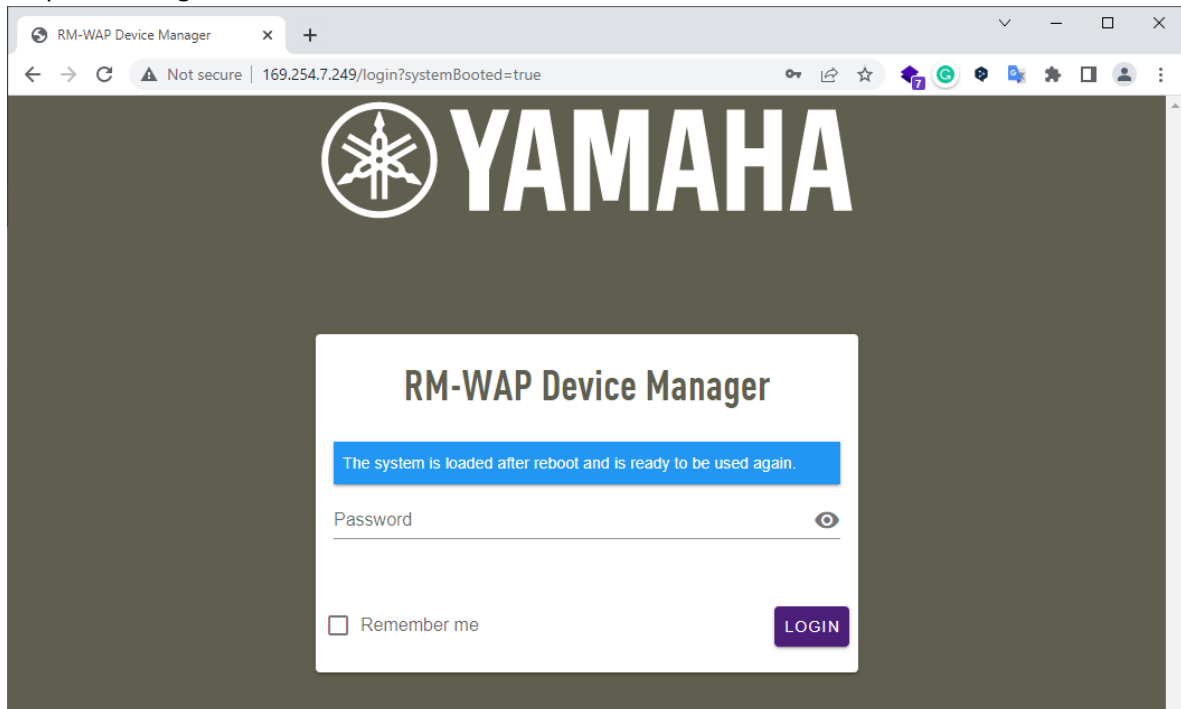 RM-WAP Device Manager
Not secure | 169.254.7.249/login?systemBooted=true
7
YAMAHA
RM-WAP Device Manager
The system is loaded after reboot and is ready to be used again.
Password
Remember me
LOGIN